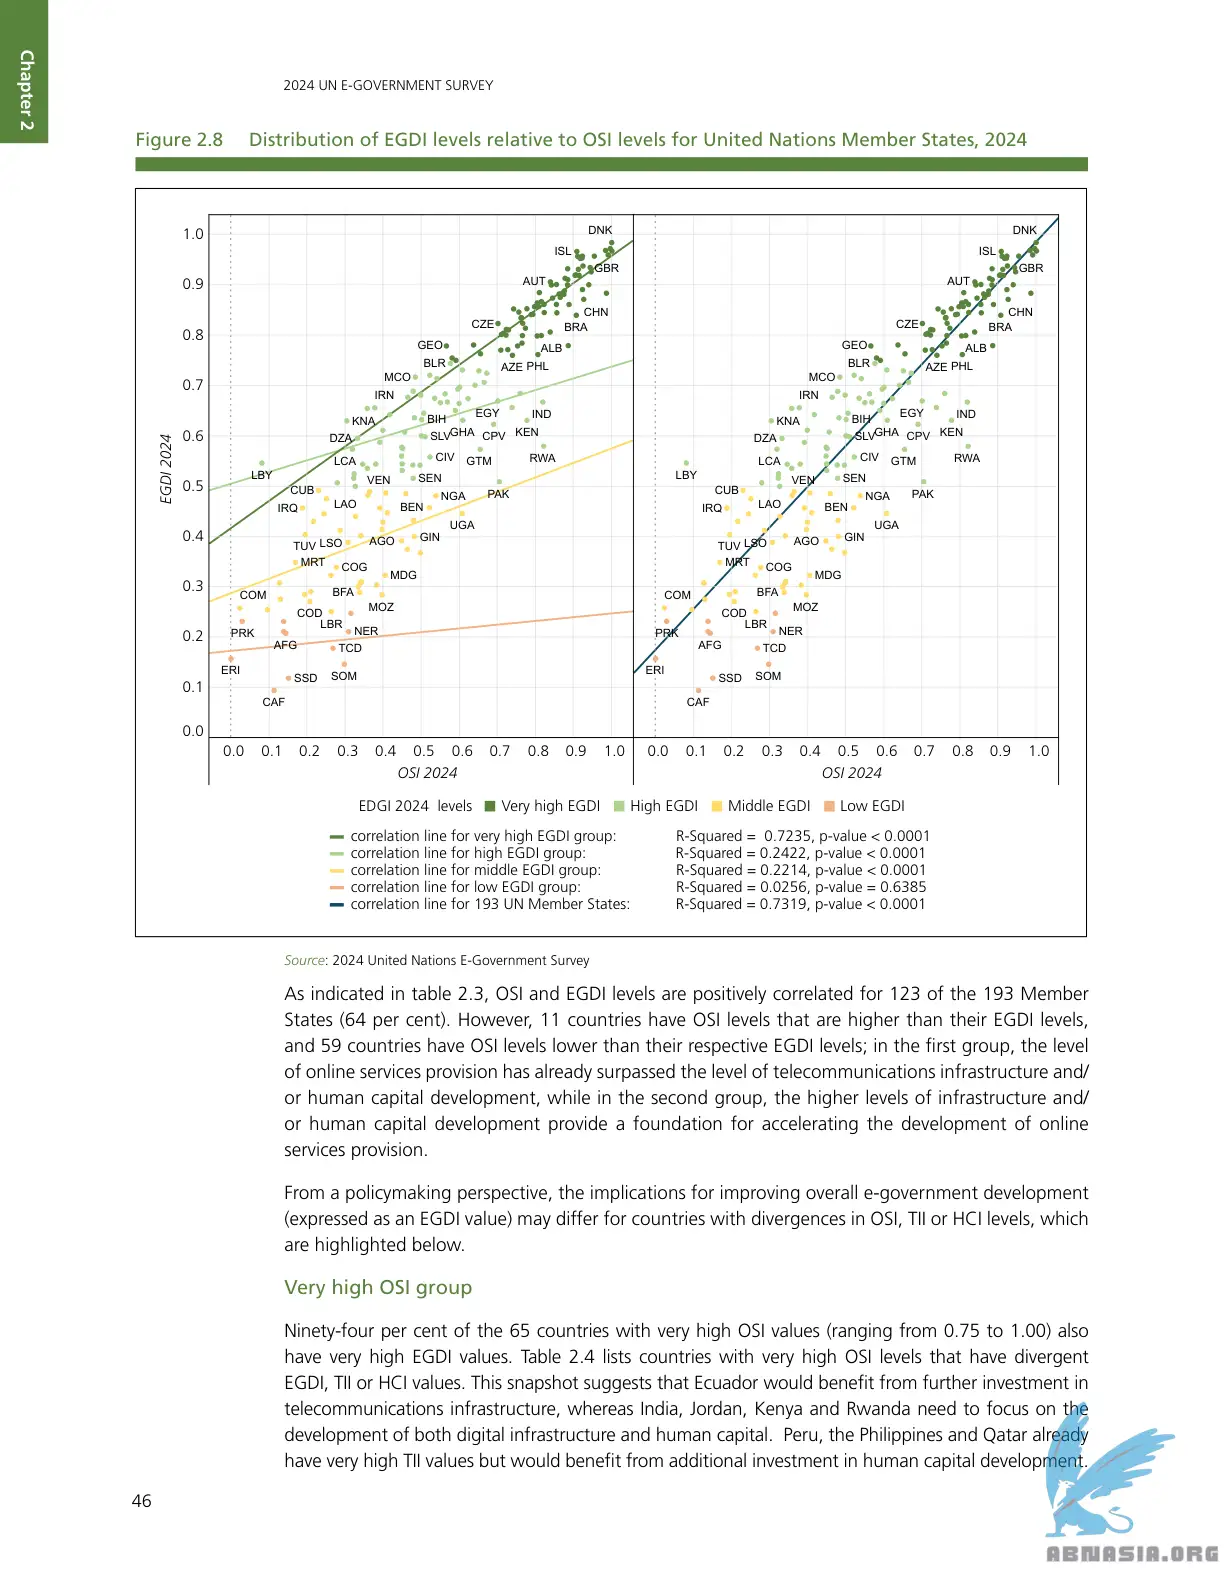 Chapter 2
2024 UN E-GOVERNMENT SURVEY
Figure 2.8 Distribution of EGDI levels relative to OSI levels for United Nations Member States, 2024
EGDI 2024
1.0
0.9
0.8
0.7
0.6
0.5
0.4
0.3
0.2
0.1
0.0
DNK
ISL
GBR
AUT
CHN
CZE
BRA
GEO
ALB
BLR
AZE PHL
MCO
IRN
EGY
IND
KNA
BIH
DZA
SLV
GHA
CPV
KEN
LCA
CIV
GTM
RWA
LBY
VEN
SEN
CUB
NGA
PAK
IRQ
LAO
BEN
UGA
TUV
LSO
AGO
GIN
MRT
COG
MDG
COM
BFA
MOZ
COD
LBR
PRK
NER
AFG
TCD
ERI
SSD
SOM
CAF
0.0 0.1 0.2 0.3 0.4 0.5 0.6 0.7 0.8 0.9 1.0
OSI 2024
DNK
ISL
GBR
AUT
CHN
CZE
BRA
GEO
ALB
BLR
AZE PHL
MCO
IRN
EGY
IND
KNA
BIH
DZA
SLV
GHA
CPV
KEN
LCA
CIV
GTM
RWA
LBY
VEN
SEN
CUB
NGA
PAK
IRQ
LAO
BEN
UGA
TUV
LSO
AGO
GIN
MRT
COG
MDG
COM
BFA
MOZ
COD
LBR
PRK
NER
AFG
TCD
ERI
SSD
SOM
CAF
0.0 0.1 0.2 0.3 0.4 0.5 0.6 0.7 0.8 0.9 1.0
OSI 2024
EDGI 2024 levels Very high EGDI High EGDI Middle EGDI Low EGDI
correlation line for very high EGDI group: R-Squared = 0.7235, p-value < 0.0001
correlation line for high EGDI group: R-Squared = 0.2422, p-value < 0.0001
correlation line for middle EGDI group: R-Squared = 0.2214, p-value < 0.0001
correlation line for low EGDI group: R-Squared = 0.0256, p-value = 0.6385
correlation line for 193 UN Member States: R-Squared = 0.7319, p-value < 0.0001
Source: 2024 United Nations E-Government Survey
As indicated in table 2.3, OSI and EGDI levels are positively correlated for 123 of the 193 Member
States (64 per cent). However, 11 countries have OSI levels that are higher than their EGDI levels,
and 59 countries have OSI levels lower than their respective EGDI levels; in the first group, the level
of online services provision has already surpassed the level of telecommunications infrastructure and/
or human capital development, while in the second group, the higher levels of infrastructure and/
or human capital development provide a foundation for accelerating the development of online
services provision.
From a policymaking perspective, the implications for improving overall e-government development
(expressed as an EGDI value) may differ for countries with divergences in OSI, TII or HCI levels, which
are highlighted below.
Very high OSI group
Ninety-four per cent of the 65 countries with very high OSI values (ranging from 0.75 to 1.00) also
have very high EGDI values. Table 2.4 lists countries with very high OSI levels that have divergent
EGDI, TII or HCI values. This snapshot suggests that Ecuador would benefit from further investment in
telecommunications infrastructure, whereas India, Jordan, Kenya and Rwanda need to focus on the
development of both digital infrastructure and human capital. Peru, the Philippines and Qatar already
have very high TII values but would benefit from additional investment in human capital development.
46
ABNASIA.ORG